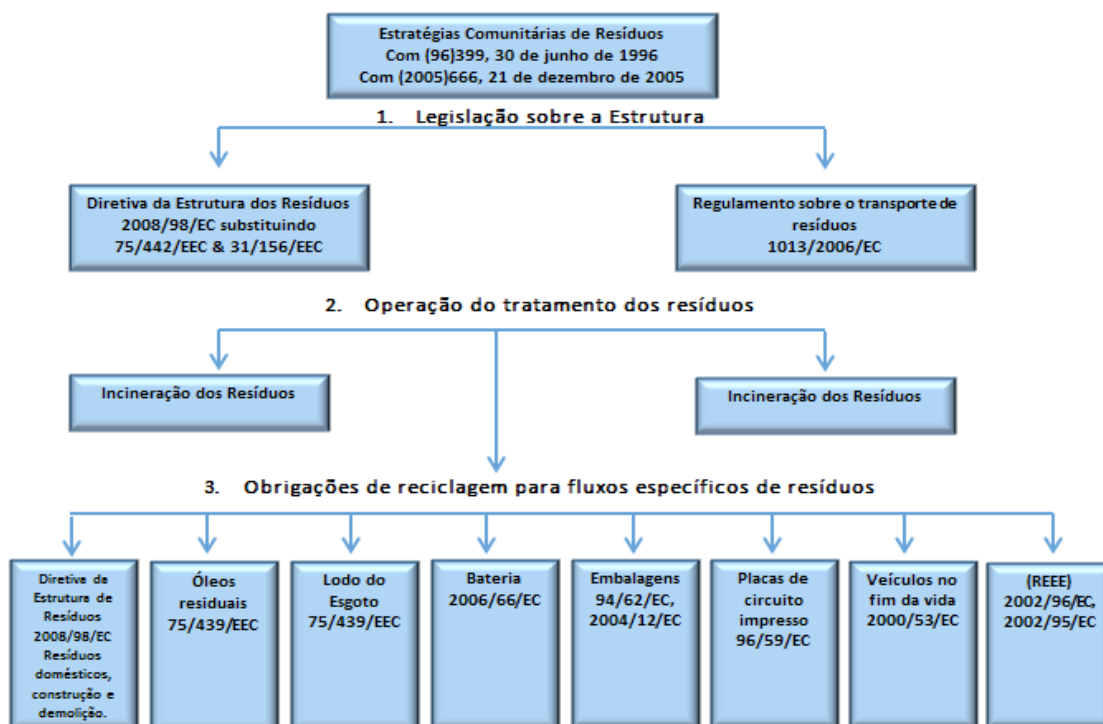 Estratégias Comunitárias de Resíduos
Com (96)399, 30 de junho de 1996
Com (2005)666, 21 de dezembro de 2005
1. Legislação sobre a Estrutura
Diretiva da Estrutura dos Resíduos
2008/98/EC substituindo
75/442/EEC & 31/156/EEC
Regulamento sobre o transporte de
resíduos
1013/2006/EC
2. Operação do tratamento dos resíduos
Incineração dos Resíduos
Incineração dos Resíduos
3. Obrigações de reciclagem para fluxos específicos de resíduos
Diretiva da
Estrutura de
Resíduos
2008/98/EC
Resíduos
domésticos,
construção e
demolição.
Óleos
residuais
75/439/EEC
Lodo do
Esgoto
75/439/EEC
Bateria
2006/66/EC
Embalagens
94/62/EC,
2004/12/EC
Placas de
circuito
impresso
96/59/EC
Veículos no
fim da vida
2000/53/EC
(REEE)
2002/96/EC,
2002/95/EC